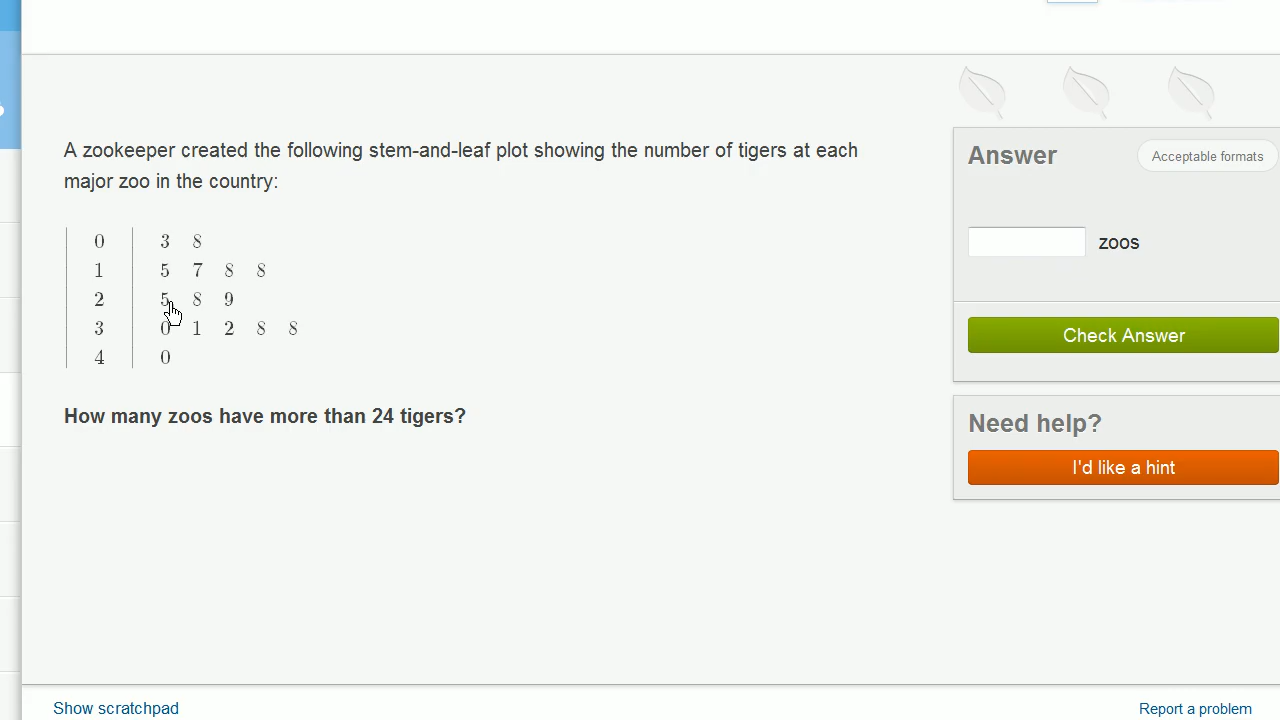 A zookeeper created the following stem-and-leaf plot showing the number of tigers at each
major zoo in the country:
0 3 8
1 5 7 8 8
2 5 8 9
3 0 1 2 8 8
4 0
How many zoos have more than 24 tigers?
Answer
Acceptable formats
zoos
Check Answer
Need help?
I'd like a hint
Show scratchpad
Report a problem